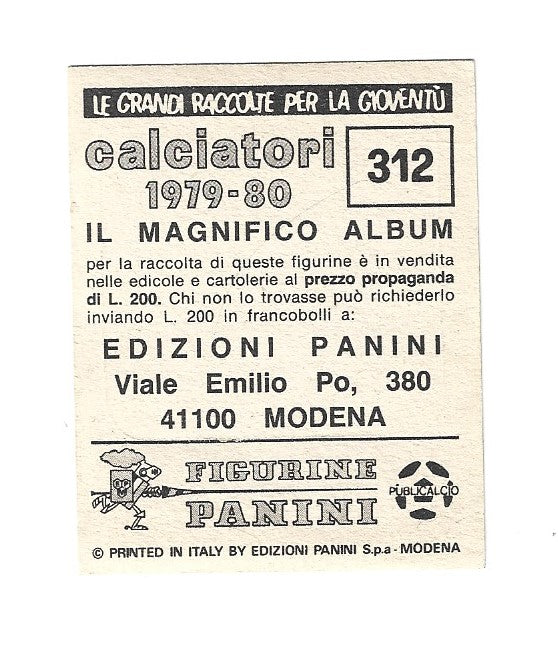 LE GRANDI RACCOLTE PER LA GIOVENTÙ
calciatori
1979-80
312
IL MAGNIFICO ALBUM
per la raccolta di queste figurine è in vendita
nelle edicole e cartolerie al prezzo propaganda
di L. 200. Chi non lo trovasse può richiederlo
inviando L. 200 in francobolli a:
EDIZIONI PANINI
Viale Emilio Po, 380
41100 MODENA
FIGURINE
PANINI
PUBLICALCIO
© PRINTED IN ITALY BY EDIZIONI PANINI S.p.a - MODENA